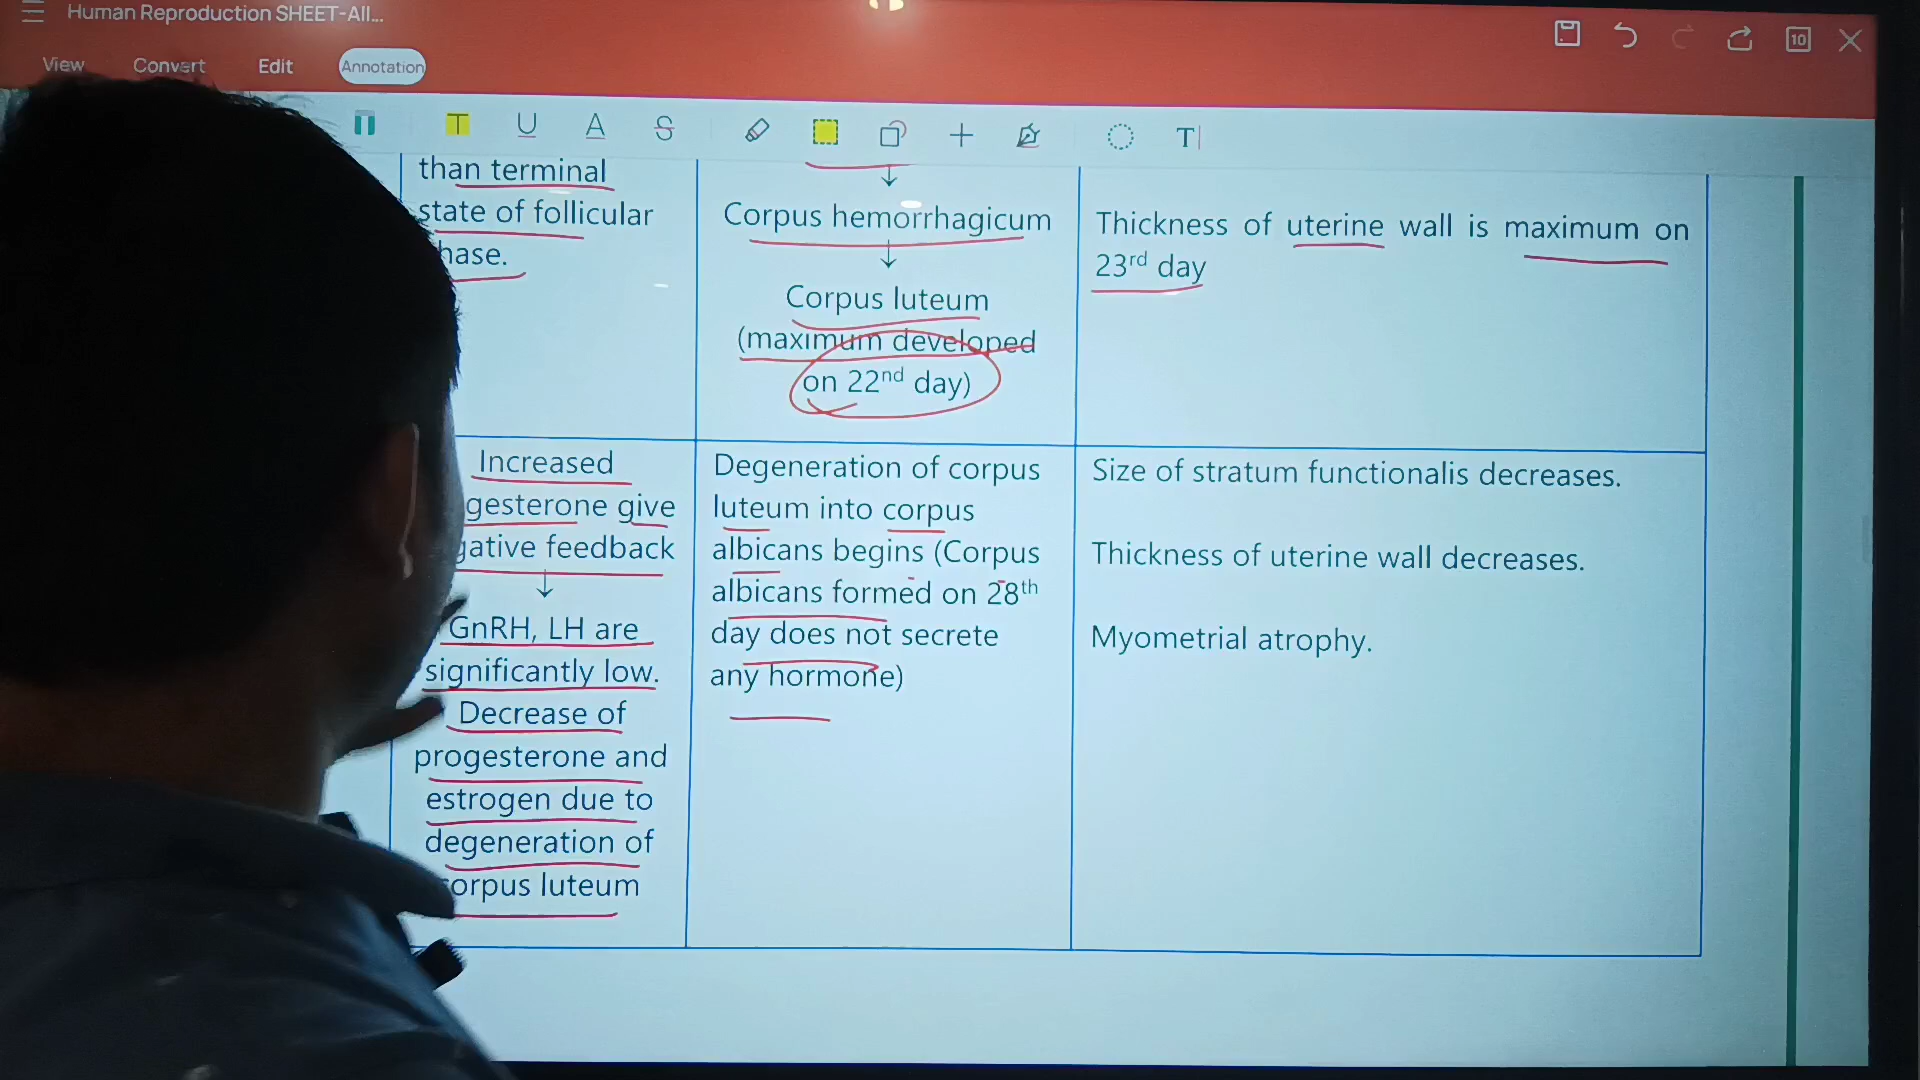 Human Reproduction SHEET-All...
View Convert Edit Annotation
10
T U A S T
than terminal
state of follicular
hase.
Corpus hemorrhagicum
Corpus luteum
(maximum developed
on 22nd day)
Thickness of uterine wall is maximum on
23rd day
Increased
gesterone give
gative feedback
GnRH, LH are
significantly low.
Decrease of
progesterone and
estrogen due to
degeneration of
orpus luteum
Degeneration of corpus
luteum into corpus
albicans begins (Corpus
albicans formed on 28th
day does not secrete
any hormone)
Size of stratum functionalis decreases.
Thickness of uterine wall decreases.
Myometrial atrophy.